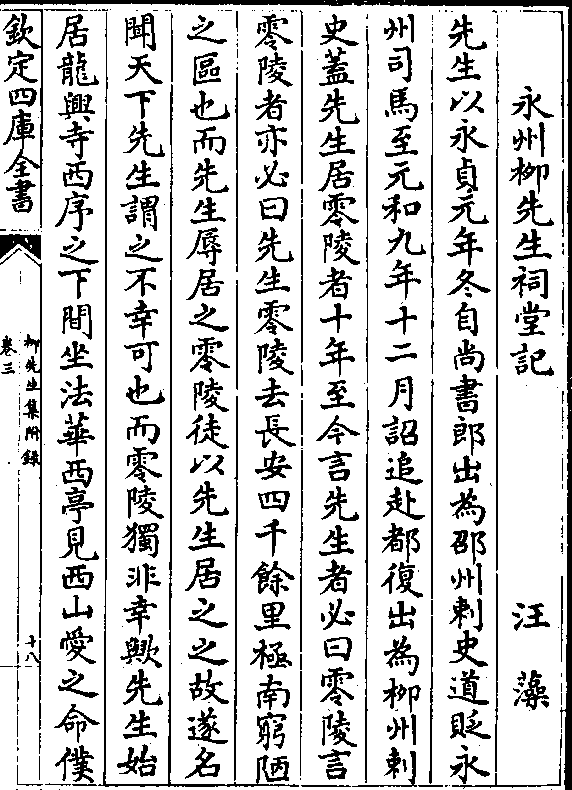 永州柳先生祠堂記　　　汪藻
先生以永貞元年冬自尚書郎出為邵州刺史道貶永
州司馬至元和九年十二月詔追赴都復出為柳州刺
史蓋先生居零陵者十年至今言先生者必曰零陵言
零陵者亦必曰先生零陵去長安四千餘里極南窮陋
之區也而先生辱居之零陵徒以先生居之之故遂名
聞天下先生謂之不幸可也而零陵獨非幸歟先生始
居龍興寺西序之下間坐法華西亭見西山愛之命僕
欽定四庫全書
柳先生集附錄
卷三
十八